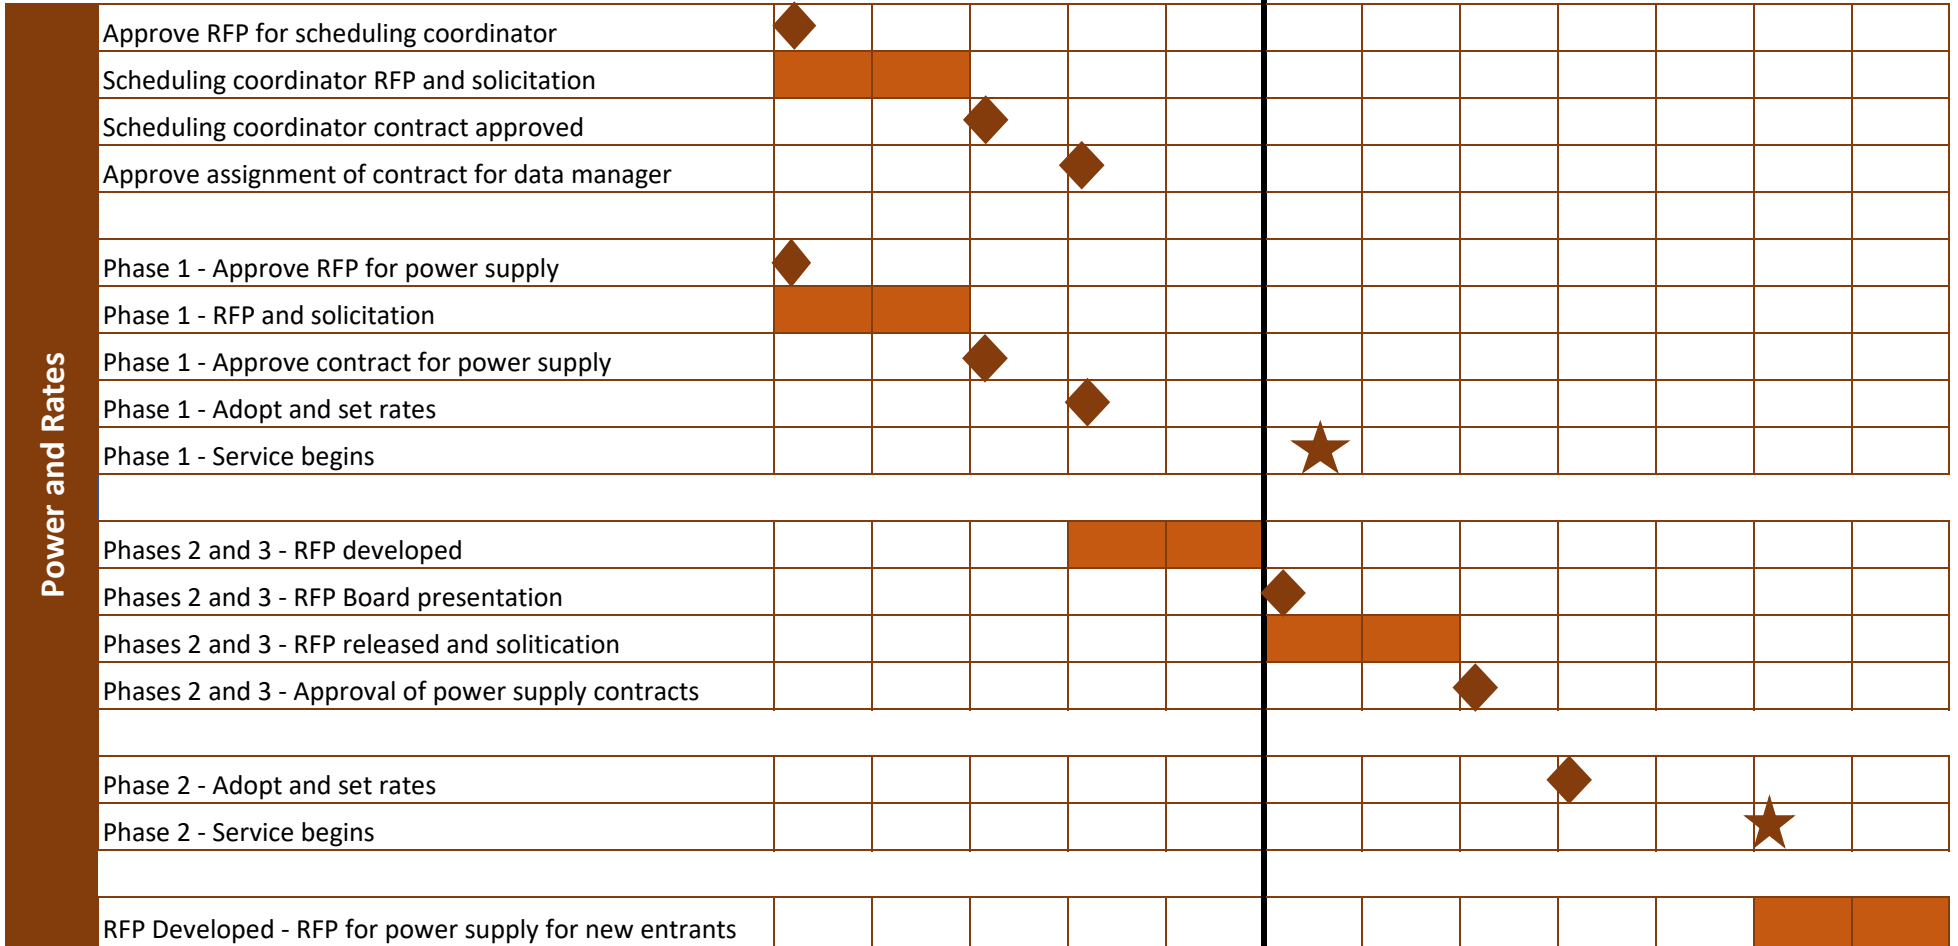 Power and Rates
Approve RFP for scheduling coordinator
Scheduling coordinator RFP and solicitation
Scheduling coordinator contract approved
Approve assignment of contract for data manager
Phase 1 - Approve RFP for power supply
Phase 1 - RFP and solicitation
Phase 1 - Approve contract for power supply
Phase 1 - Adopt and set rates
Phase 1 - Service begins
Phases 2 and 3 - RFP developed
Phases 2 and 3 - RFP Board presentation
Phases 2 and 3 - RFP released and solitication
Phases 2 and 3 - Approval of power supply contracts
Phase 2 - Adopt and set rates
Phase 2 - Service begins
RFP Developed - RFP for power supply for new entrants